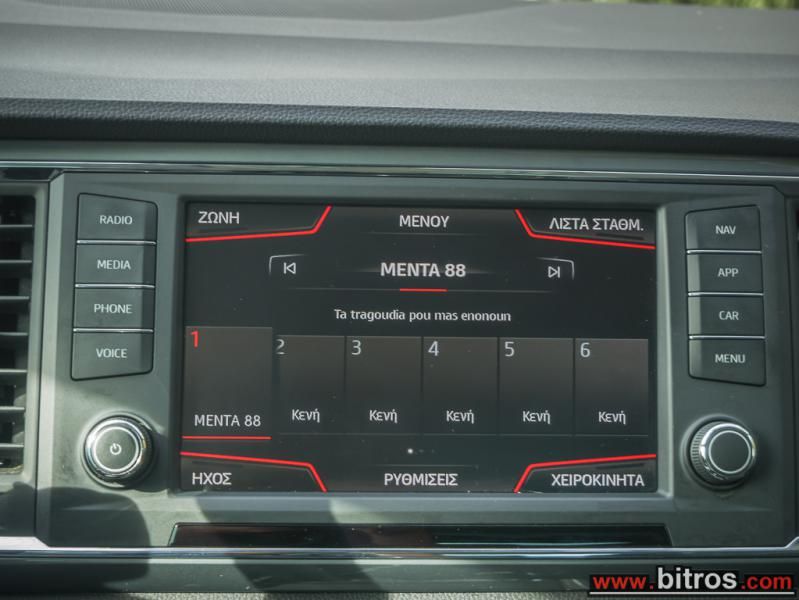 ΖΩΝΗ
ΜΕΝΟΥ
ΛΙΣΤΑ ΣΤΑΘΜ.
RADIO
MEDIA
PHONE
VOICE
NAV
APP
CAR
MENU
MENTA 88
Ta tragoudia pou mas enonoun
1
2
3
4
5
6
MENTA 88
Κενή
Κενή
Κενή
Κενή
Κενή
ΗΧΟΣ
ΡΥΘΜΙΣΕΙΣ
ΧΕΙΡΟΚΙΝΗΤΑ
www.bitros.com.gr